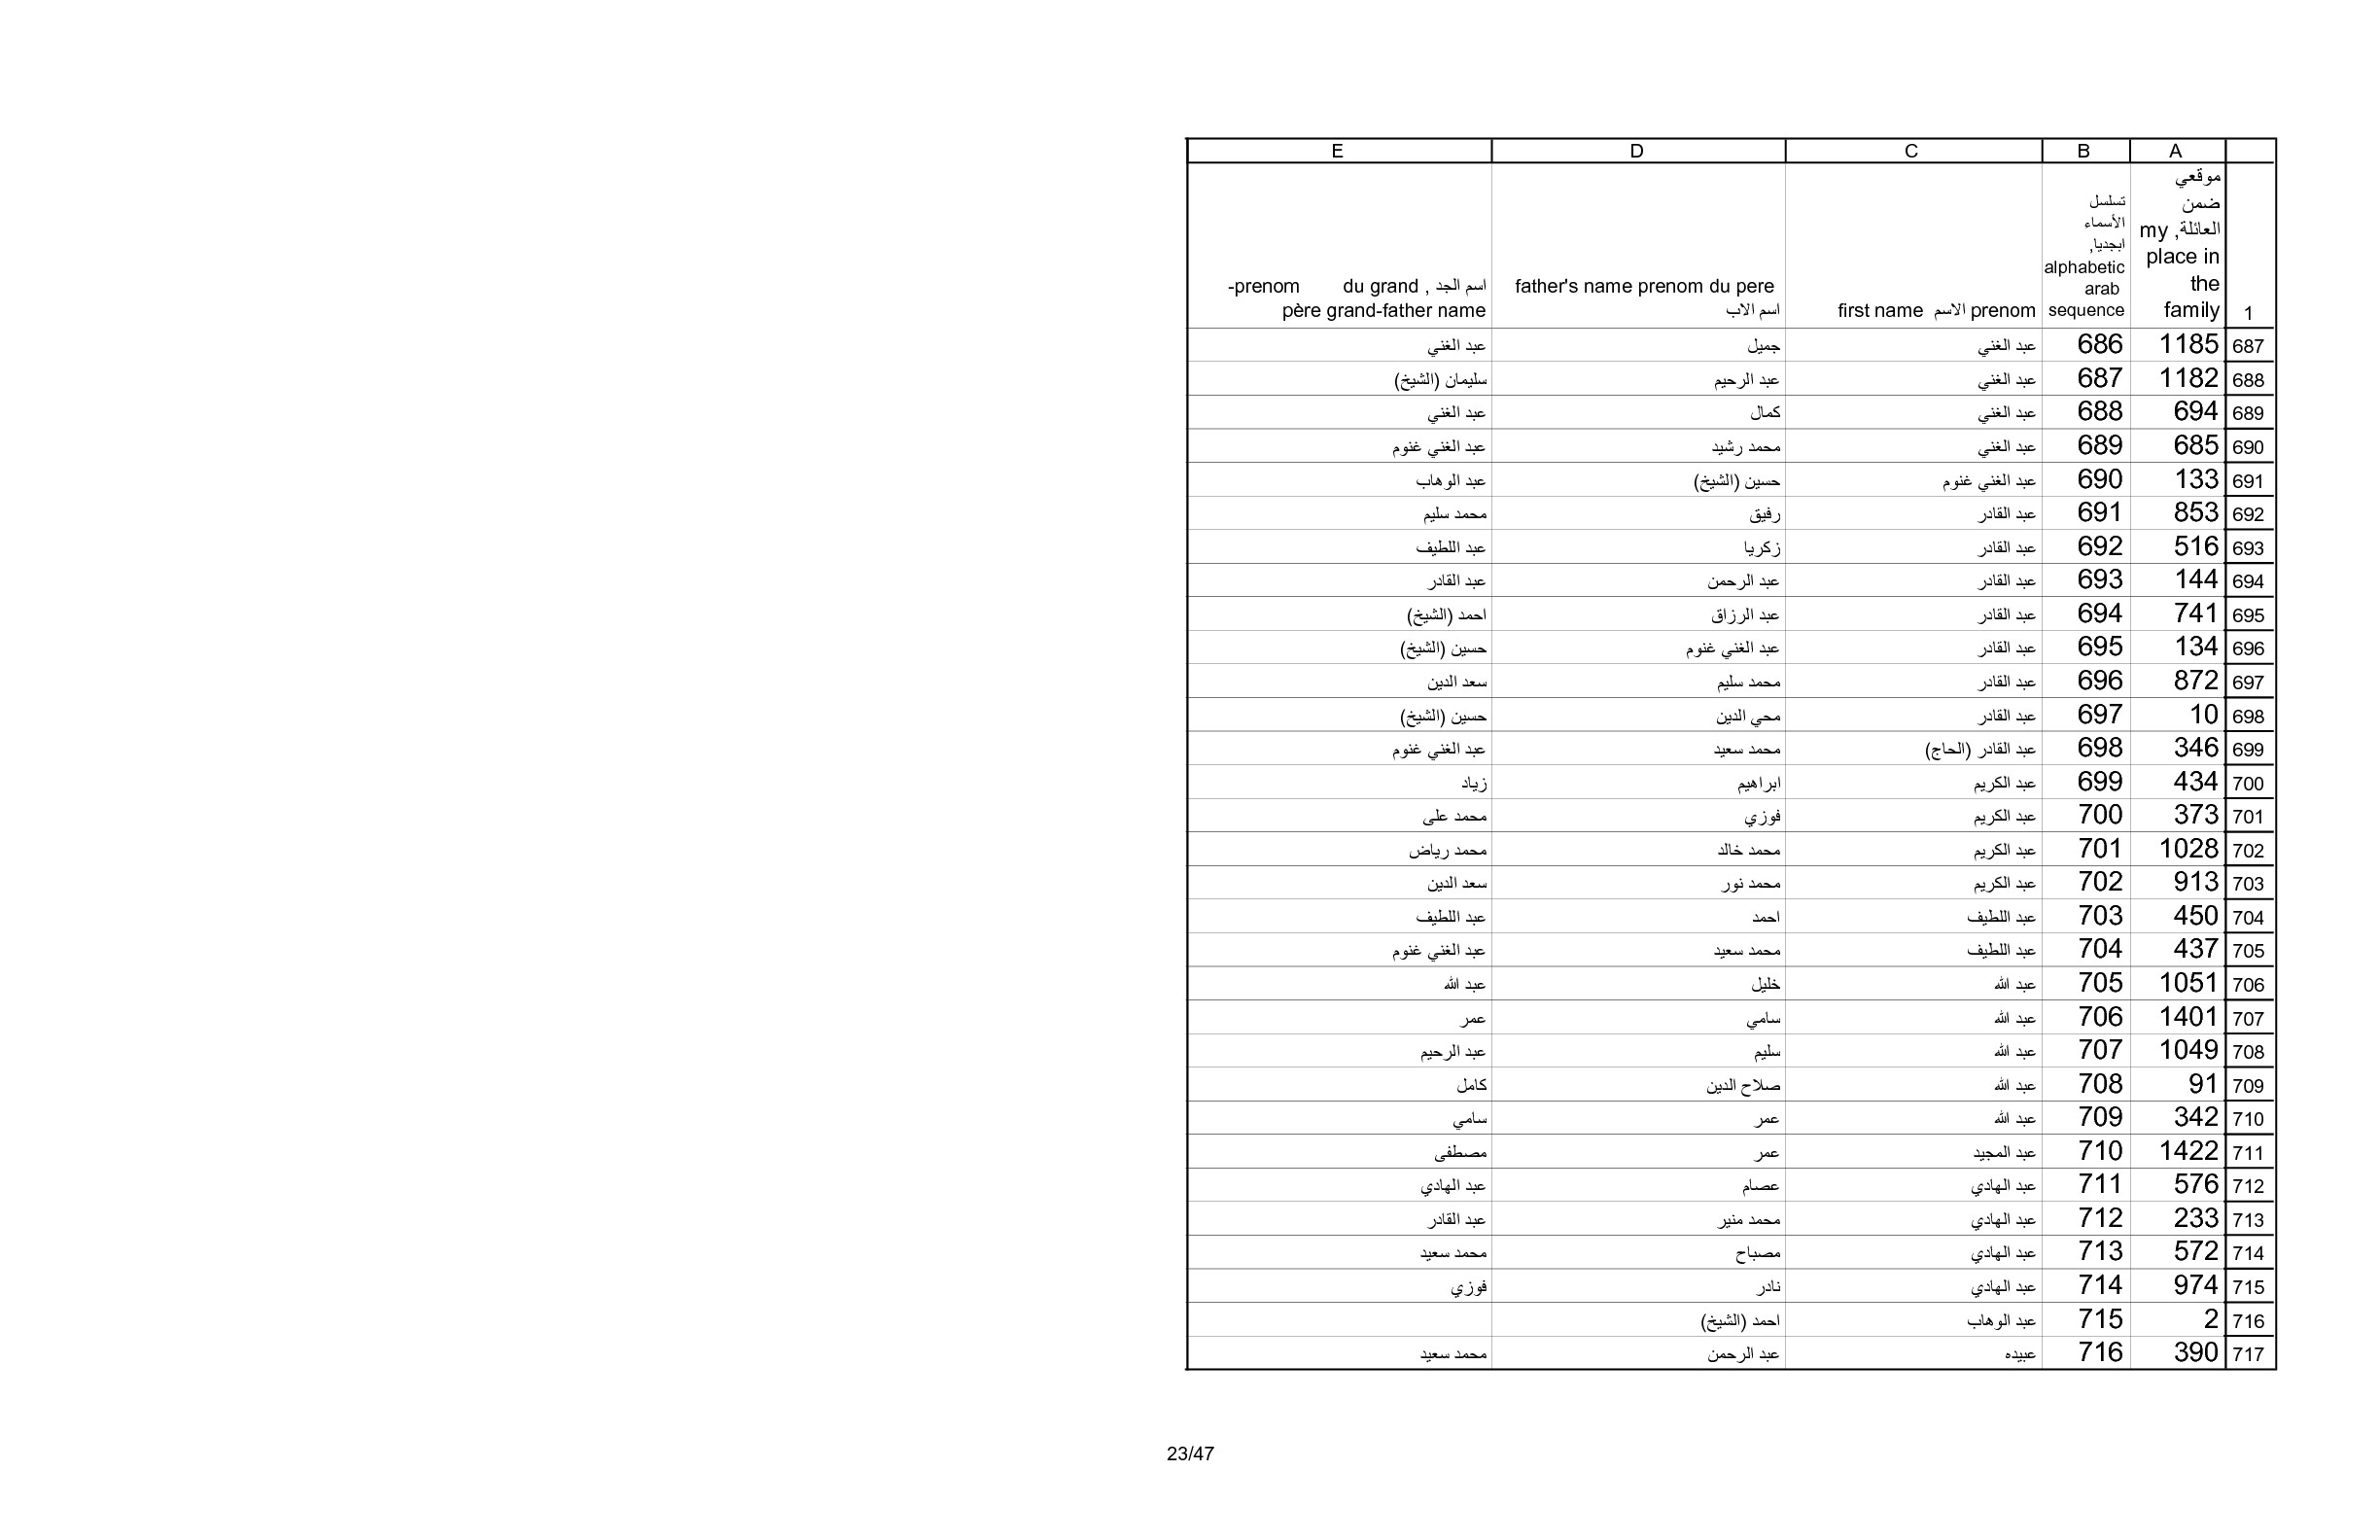 A B C D E
1 موقعي ضمن العائلة, my place in the family تسلسل الأسماء ابجديا, alphabetic arab sequence first name الاسم prenom father's name prenom du pere اسم الاب اسم الجد , du grand -prenom père grand-father name
687 1185 686 عبد الغني جميل عبد الغني
688 1182 687 عبد الغني عبد الرحيم سليمان (الشيخ)
689 694 688 عبد الغني كمال عبد الغني
690 685 689 عبد الغني محمد رشيد عبد الغني غنوم
691 133 690 عبد الغني غنوم حسين (الشيخ) عبد الوهاب
692 853 691 عبد القادر رفيق محمد سليم
693 516 692 عبد القادر زكريا عبد اللطيف
694 144 693 عبد القادر عبد الرحمن عبد القادر
695 741 694 عبد القادر عبد الرزاق احمد (الشيخ)
696 134 695 عبد القادر عبد الغني غنوم حسين (الشيخ)
697 872 696 عبد القادر محمد سليم سعد الدين
698 10 697 عبد القادر محي الدين حسين (الشيخ)
699 346 698 عبد القادر (الحاج) محمد سعيد عبد الغني غنوم
700 434 699 عبد الكريم ابراهيم زياد
701 373 700 عبد الكريم فوزي محمد على
702 1028 701 عبد الكريم محمد خالد محمد رياض
703 913 702 عبد الكريم محمد نور سعد الدين
704 450 703 عبد اللطيف احمد عبد اللطيف
705 437 704 عبد اللطيف محمد سعيد عبد الغني غنوم
706 1051 705 عبد الله خليل عبد الله
707 1401 706 عبد الله سامي عمر
708 1049 707 عبد الله سليم عبد الرحيم
709 91 708 عبد الله صلاح الدين كامل
710 342 709 عبد الله عمر سامي
711 1422 710 عبد المجيد عمر مصطفى
712 576 711 عبد الهادي عصام عبد الهادي
713 233 712 عبد الهادي محمد منير عبد القادر
714 572 713 عبد الهادي مصباح محمد سعيد
715 974 714 عبد الهادي نادر فوزي
716 2 715 عبد الوهاب احمد (الشيخ)
717 390 716 عبيده عبد الرحمن محمد سعيد
23/47